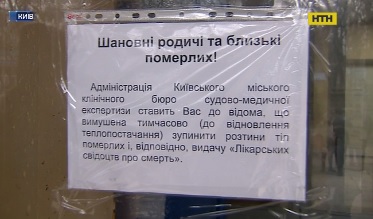 КИЇВ
НТН
Шановні родичі та близькі
померлих!
Адміністрація Київського міського
клінічного бюро судово-медичної
експертизи ставить Вас до відома, що
вимушена тимчасово (до відновлення
теплопостачання) зупинити розтини тіл
померлих і, відповідно, видачу «Лікарських
свідоцтв про смерть».